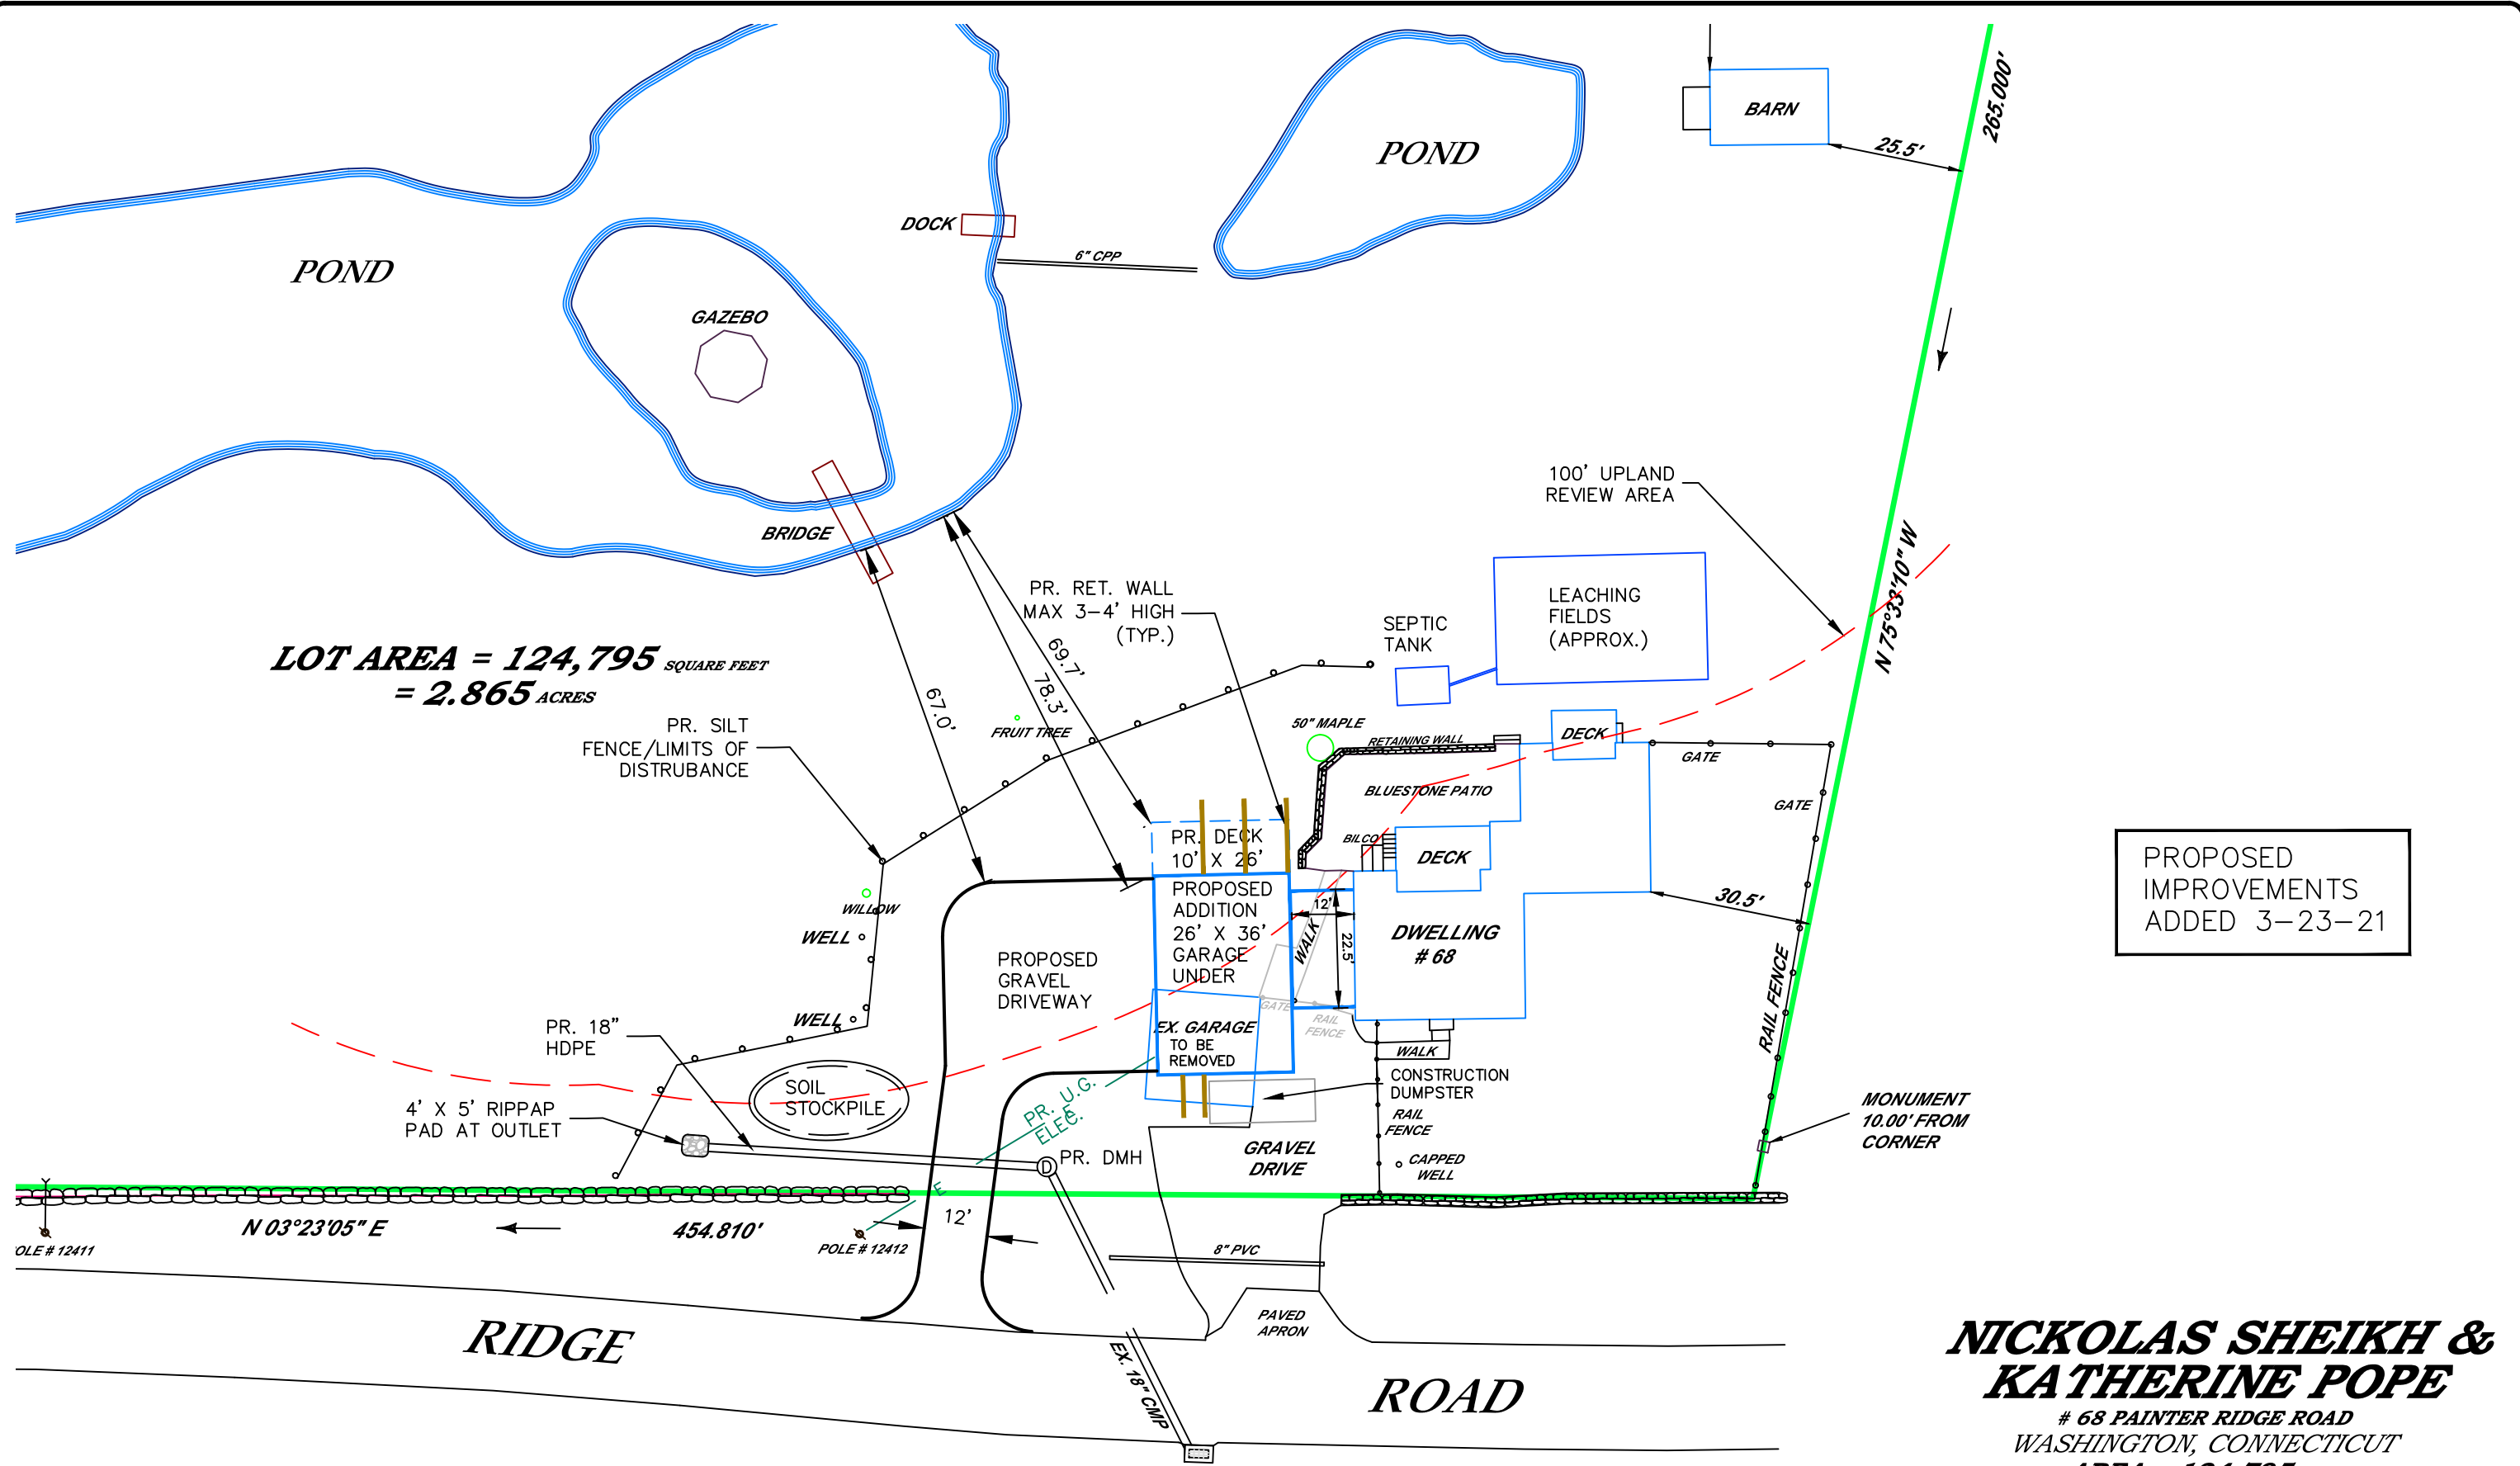 265.000'
BARN
25.5'
POND
POND
DOCK
6" CPP
GAZEBO
BRIDGE
100' UPLAND
REVIEW AREA
N 75°33'10" W
PR. RET. WALL
MAX 3-4' HIGH
(TYP.)
SEPTIC
TANK
LEACHING
FIELDS
(APPROX.)
LOT AREA = 124,795 SQUARE FEET
= 2.865 ACRES
69.7'
78.3'
67.0'
FRUIT TREE
PR. SILT
FENCE/LIMITS OF
DISTRUBANCE
50" MAPLE
RETAINING WALL
DECK
GATE
BLUESTONE PATIO
GATE
BILCO
DECK
PR. DECK
10' X 26'
PROPOSED
ADDITION
26' X 36'
GARAGE
UNDER
12'
22.5'
WALK
DWELLING
# 68
30.5'
PROPOSED
IMPROVEMENTS
ADDED 3-23-21
WILLOW
WELL
WELL
PROPOSED
GRAVEL
DRIVEWAY
GATE
RAIL
FENCE
RAIL FENCE
EX. GARAGE
TO BE
REMOVED
WALK
PR. 18"
HDPE
SOIL
STOCKPILE
4' X 5' RIPPAP
PAD AT OUTLET
PR. U.G.
ELEC.
E
CONSTRUCTION
DUMPSTER
RAIL
FENCE
MONUMENT
10.00' FROM
CORNER
D
PR. DMH
GRAVEL
DRIVE
CAPPED
WELL
E
12'
N 03°23'05" E
454.810'
OLE # 12411
POLE # 12412
8" PVC
PAVED
APRON
RIDGE
EX. 18" CMP
ROAD
NICKOLAS SHEIKH &
KATHERINE POPE
# 68 PAINTER RIDGE ROAD
WASHINGTON, CONNECTICUT